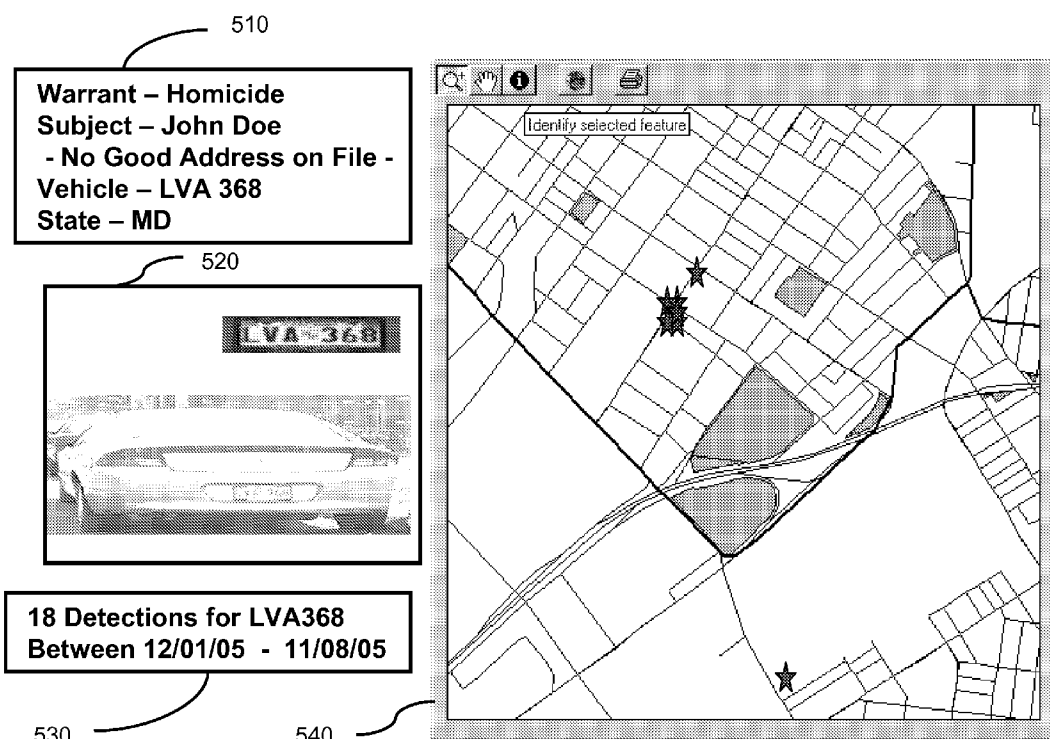 510
Warrant – Homicide
Subject – John Doe
- No Good Address on File -
Vehicle – LVA 368
State – MD
520
LVA-368
18 Detections for LVA368
Between 12/01/05 - 11/08/05
530
540
Identify selected feature